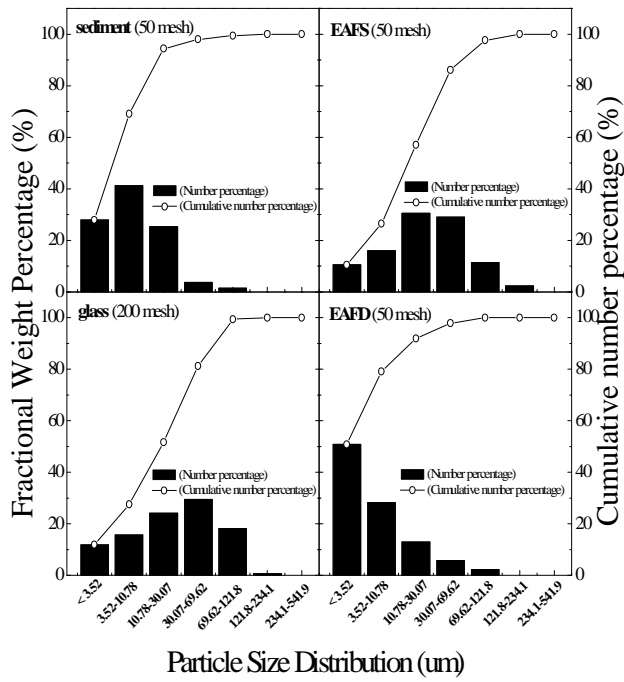 100
80
60
40
20
0
sediment (50 mesh)
(Number percentage)
(Cumulative number percentage)
EAFS (50 mesh)
(Number percentage)
(Cumulative number percentage)
100
80
60
40
20
0
Fractional Weight Percentage (%)
Cumulative number percentage (%)
100
80
60
40
20
0
glass (200 mesh)
(Number percentage)
(Cumulative number percentage)
EAFD (50 mesh)
(Number percentage)
(Cumulative number percentage)
100
80
60
40
20
0
< 3.52
3.52-10.78
10.78-30.07
30.07-69.62
69.62-121.8
121.8-234.1
234.1-541.9
< 3.52
3.52-10.78
10.78-30.07
30.07-69.62
69.62-121.8
121.8-234.1
234.1-541.9
Particle Size Distribution (um)